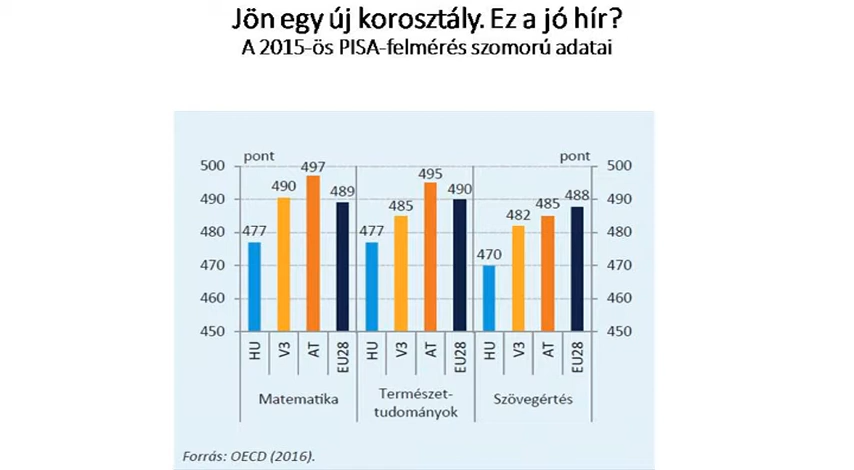 Jön egy új korosztály. Ez a jó hír?
A 2015-ös PISA-felmérés szomorú adatai
pont pont
500 497 495 500
490 490 489 485 490 482 485 488 490
480 477 477 480
470 470 470
460 460
450 450
HU V3 AT EU28 HU V3 AT EU28 HU V3 AT EU28
Matematika Természet-tudományok Szövegértés
Forrás: OECD (2016).